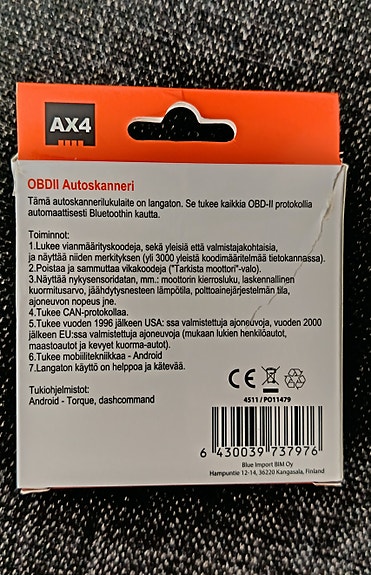 AX4
OBDII Autoskanneri
Tämä autoskannerilukulaite on langaton. Se tukee kaikkia OBD-II protokollia
automaattisesti Bluetoothin kautta.
Toiminnot:
1.Lukee vianmäärityskoodeja, sekä yleisiä että valmistajakohtaisia,
ja näyttää niiden merkityksen (yli 3000 yleistä koodimääritelmää tietokannassa).
2.Poistaa ja sammuttaa vikakoodeja ("Tarkista moottori"-valo).
3.Näyttää nykysensoridatan, mm.: moottorin kierrosluku, laskennallinen
kuormitusarvo, jäähdytysnesteen lämpötila, polttoainejärjestelmän tila,
ajoneuvon nopeus jne.
4.Tukee CAN-protokollaa.
5.Tukee vuoden 1996 jälkeen USA: ssa valmistettuja ajoneuvoja, vuoden 2000
jälkeen EU:ssa valmistettuja ajoneuvoja (mukaan lukien henkilöautot,
maastoautot ja kevyet kuorma-autot).
6.Tukee mobiilitekniikkaa - Android
7.Langaton käyttö on helppoa ja kätevää.
Tukiohjelmistot:
Android - Torque, dashcommand
CE
4511 / PO11479
6 430039 737976
Blue Import BIM Oy
Hampuntie 12-14, 36220 Kangasala, Finland